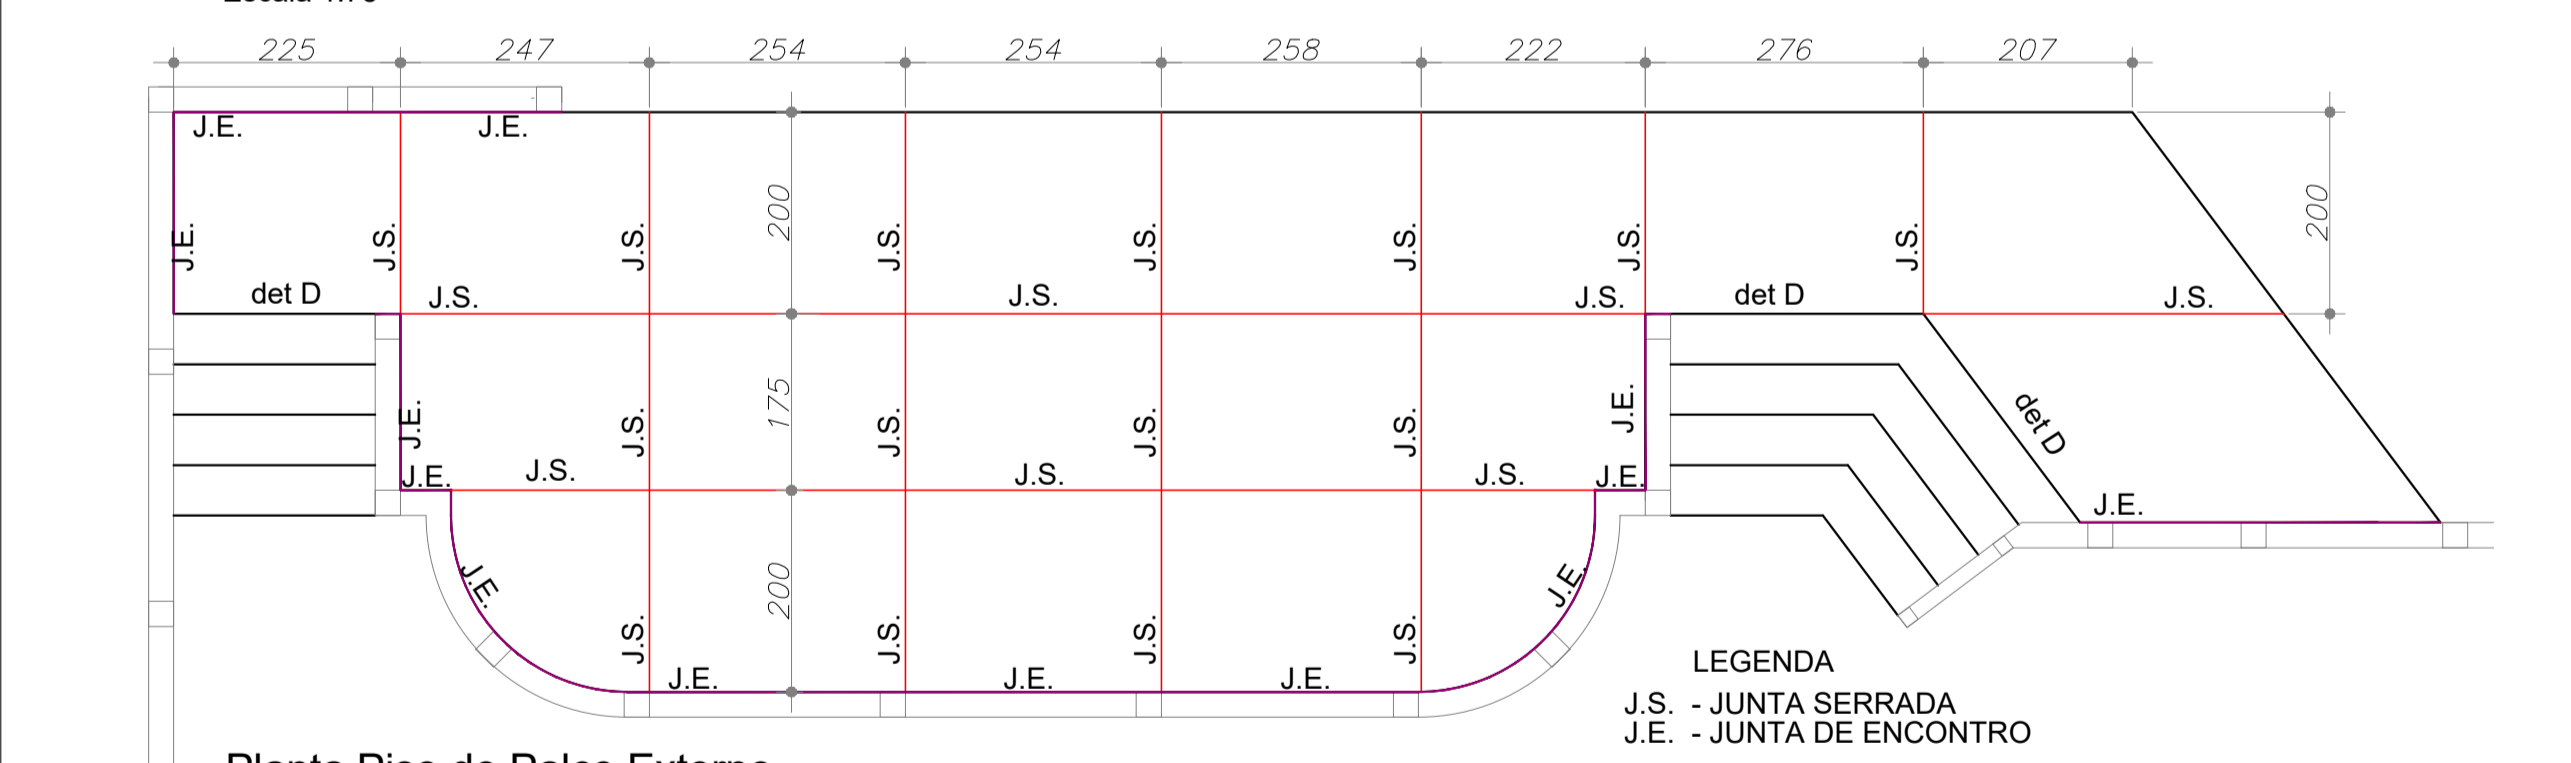 225 247 254 254 258 222 276 207
J.E. J.E.
J.E. J.S. J.S. 200 J.S. J.S. J.S. J.S. J.S. 200
det D J.S. J.S. J.S. det D J.S.
J.E. J.S. 175 J.S. J.S. J.S. J.E. det D
J.E. J.S. J.S. J.S. J.E. J.E.
J.E. 200 J.E.
J.S. J.S. J.S. J.S.
J.E. J.E. J.E.
LEGENDA
J.S. - JUNTA SERRADA
J.E. - JUNTA DE ENCONTRO